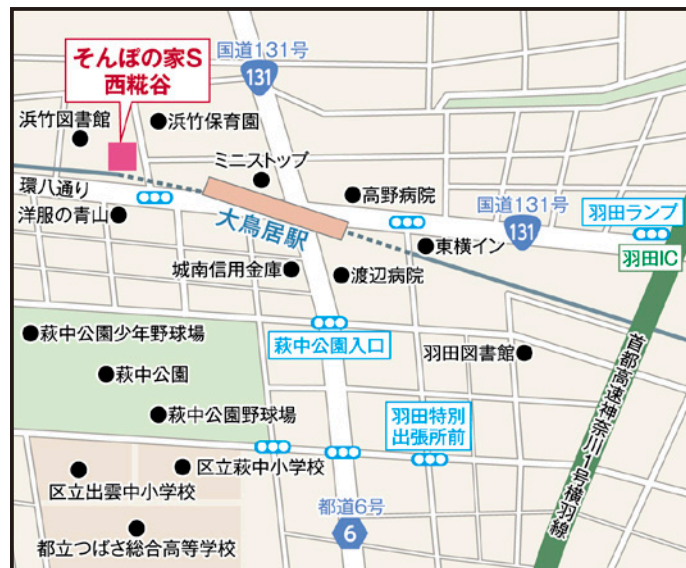 そんぽの家S
西糀谷
国道131号
131
浜竹図書館
浜竹保育園
ミニストップ
環八通り
高野病院
洋服の青山
大鳥居駅
国道131号
131
羽田ランプ
羽田IC
東横イン
城南信用金庫
渡辺病院
萩中公園入口
萩中公園少年野球場
羽田図書館
萩中公園
萩中公園野球場
羽田特別
出張所前
首都高速神奈川1号横羽線
区立萩中小学校
区立出雲中小学校
都道6号
6
都立つばさ総合高等学校